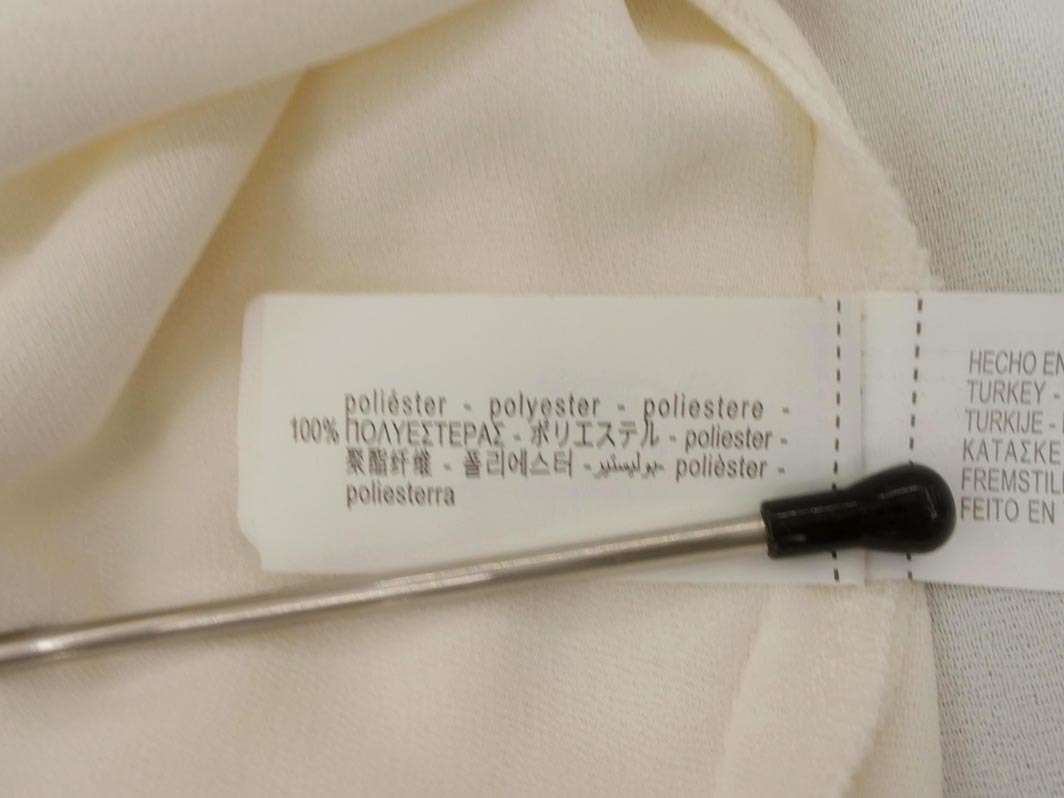 poliéster - polyester - poliestere -
100% ΠΟΛΥΕΣΤΕΡΑΣ - ポリエステル - poliester -
聚酯纤维 - 폴리에스터 - بوليستير polièster -
poliesterra
HECHO EN
TURKEY -
TURKIJE -
ΚΑΤΑΣΚΕ
FREMSTIL
FEITO EN